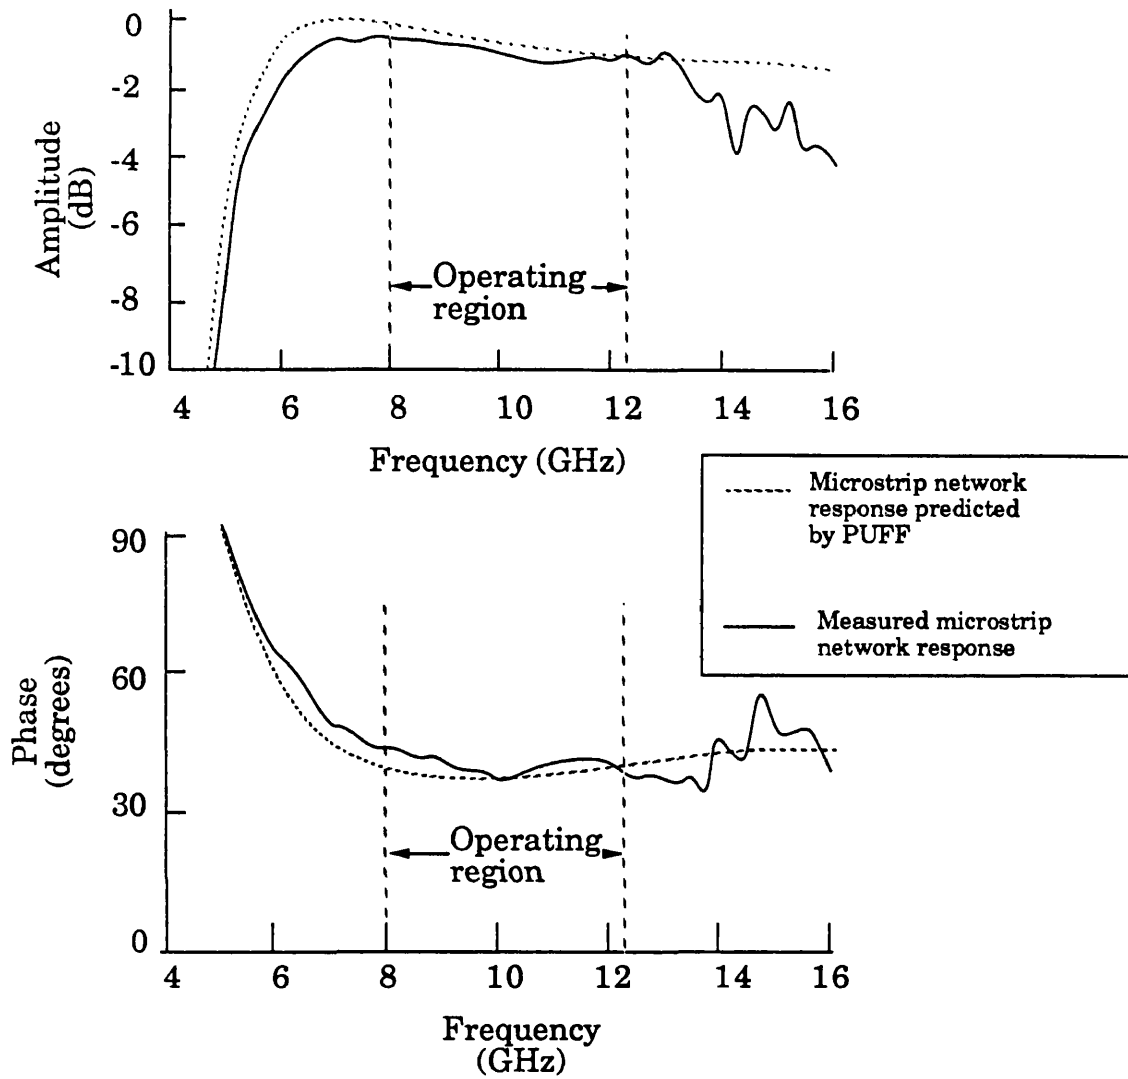 0
-2
-4
-6
-8
-10
Amplitude
(dB)
Operating
region
4 6 8 10 12 14 16
Frequency (GHz)
Microstrip network
response predicted
by PUFF
Measured microstrip
network response
90
60
30
0
Phase
(degrees)
Operating
region
4 6 8 10 12 14 16
Frequency
(GHz)